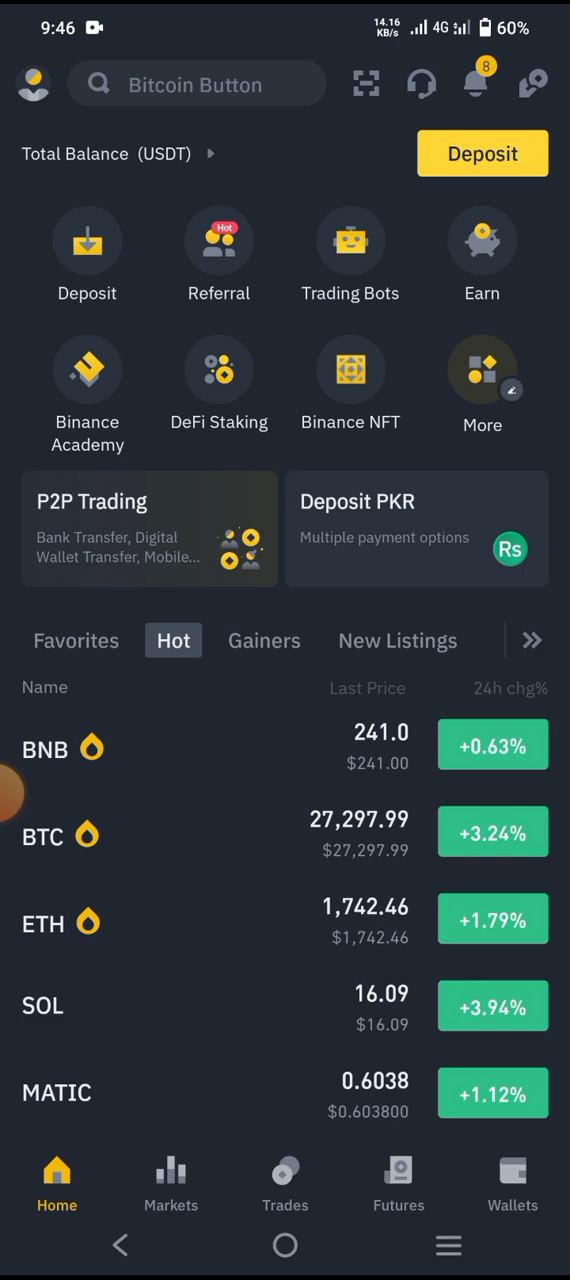 9:46
14.16 KB/s 4G 60%
Bitcoin Button
8
Total Balance (USDT)
Deposit
Hot
Deposit Referral Trading Bots Earn
Binance Academy
DeFi Staking Binance NFT More
P2P Trading
Bank Transfer, Digital
Wallet Transfer, Mobile...
Deposit PKR
Multiple payment options
Rs
Favorites Hot Gainers New Listings
Name Last Price 24h chg%
BNB 241.0 +0.63%
$241.00
BTC 27,297.99 +3.24%
$27,297.99
ETH 1,742.46 +1.79%
$1,742.46
SOL 16.09 +3.94%
$16.09
MATIC 0.6038 +1.12%
$0.603800
Home Markets Trades Futures Wallets